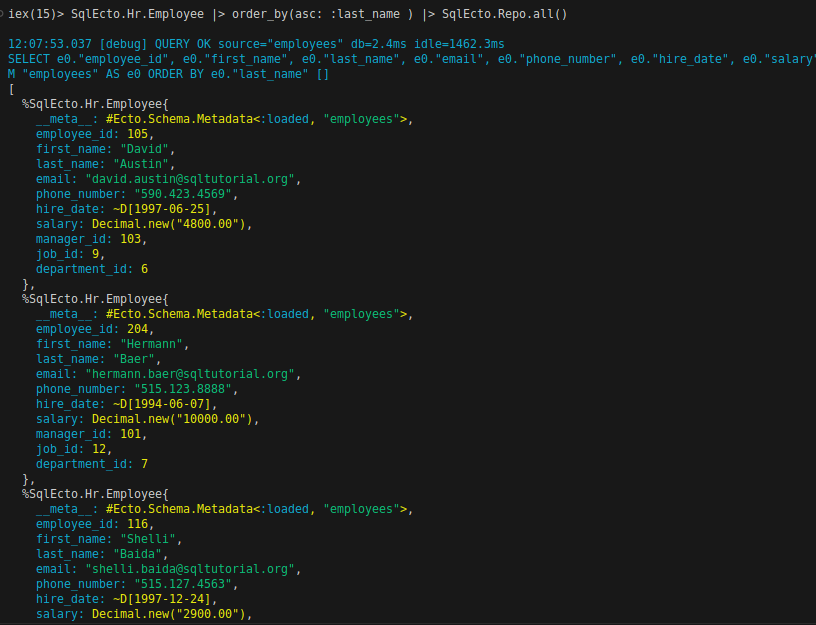 iex(15)> SqlEcto.Hr.Employee |> order_by(asc: :last_name ) |> SqlEcto.Repo.all()
12:07:53.037 [debug] QUERY OK source="employees" db=2.4ms idle=1462.3ms
SELECT e0."employee_id", e0."first_name", e0."last_name", e0."email", e0."phone_number", e0."hire_date", e0."salary"
M "employees" AS e0 ORDER BY e0."last_name" []
[
%SqlEcto.Hr.Employee{
__meta__: #Ecto.Schema.Metadata<:loaded, "employees">,
employee_id: 105,
first_name: "David",
last_name: "Austin",
email: "david.austin@sqltutorial.org",
phone_number: "590.423.4569",
hire_date: ~D[1997-06-25],
salary: Decimal.new("4800.00"),
manager_id: 103,
job_id: 9,
department_id: 6
},
%SqlEcto.Hr.Employee{
__meta__: #Ecto.Schema.Metadata<:loaded, "employees">,
employee_id: 204,
first_name: "Hermann",
last_name: "Baer",
email: "hermann.baer@sqltutorial.org",
phone_number: "515.123.8888",
hire_date: ~D[1994-06-07],
salary: Decimal.new("10000.00"),
manager_id: 101,
job_id: 12,
department_id: 7
},
%SqlEcto.Hr.Employee{
__meta__: #Ecto.Schema.Metadata<:loaded, "employees">,
employee_id: 116,
first_name: "Shelli",
last_name: "Baida",
email: "shelli.baida@sqltutorial.org",
phone_number: "515.127.4563",
hire_date: ~D[1997-12-24],
salary: Decimal.new("2900.00"),